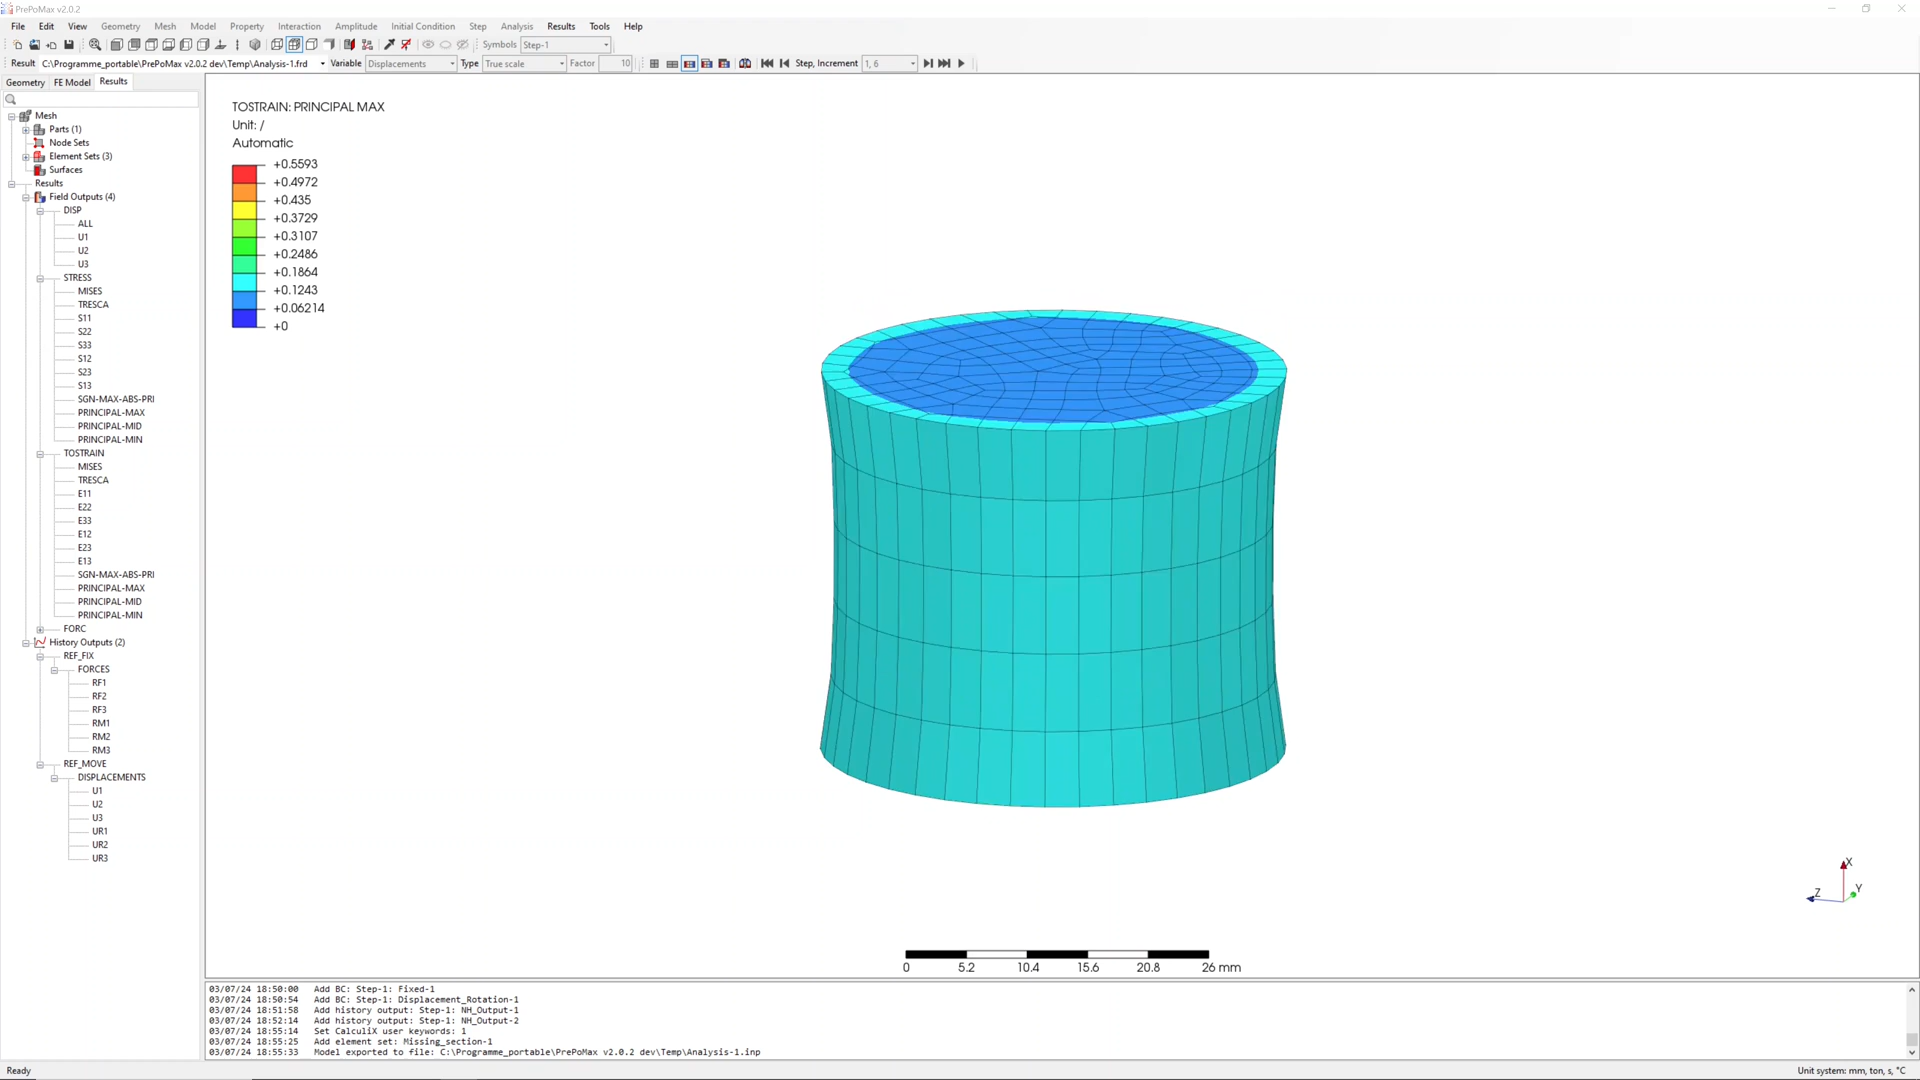 PrePoMax v2.0.2
File Edit View Geometry Mesh Model Property Interaction Amplitude Initial Condition Step Analysis Results Tools Help
Symbols Step-1
Result C:\Programme_portable\PrePoMax v2.0.2 dev\Temp\Analysis-1.frd Variable Displacements Type True scale Factor 10 Step, Increment 1, 6
Geometry FE Model Results
Mesh
Parts (1)
Node Sets
Element Sets (3)
Surfaces
Results
Field Outputs (4)
DISP
ALL
U1
U2
U3
STRESS
MISES
TRESCA
S11
S22
S33
S12
S23
S13
SGN-MAX-ABS-PRI
PRINCIPAL-MAX
PRINCIPAL-MID
PRINCIPAL-MIN
TOSTRAIN
MISES
TRESCA
E11
E22
E33
E12
E23
E13
SGN-MAX-ABS-PRI
PRINCIPAL-MAX
PRINCIPAL-MID
PRINCIPAL-MIN
FORC
History Outputs (2)
REF_FIX
FORCES
RF1
RF2
RF3
RM1
RM2
RM3
REF_MOVE
DISPLACEMENTS
U1
U2
U3
UR1
UR2
UR3
TOSTRAIN: PRINCIPAL MAX
Unit: /
Automatic
+0.5593
+0.4972
+0.435
+0.3729
+0.3107
+0.2486
+0.1864
+0.1243
+0.06214
+0
X
Y
Z
0 5.2 10.4 15.6 20.8 26 mm
03/07/24 18:50:00 Add BC: Step-1: Fixed-1
03/07/24 18:50:54 Add BC: Step-1: Displacement_Rotation-1
03/07/24 18:51:58 Add history output: Step-1: NH_Output-1
03/07/24 18:52:14 Add history output: Step-1: NH_Output-2
03/07/24 18:55:14 Set CalculiX user keywords: 1
03/07/24 18:55:25 Add element set: Missing_section-1
03/07/24 18:55:33 Model exported to file: C:\Programme_portable\PrePoMax v2.0.2 dev\Temp\Analysis-1.inp
Ready Unit system: mm, ton, s, °C